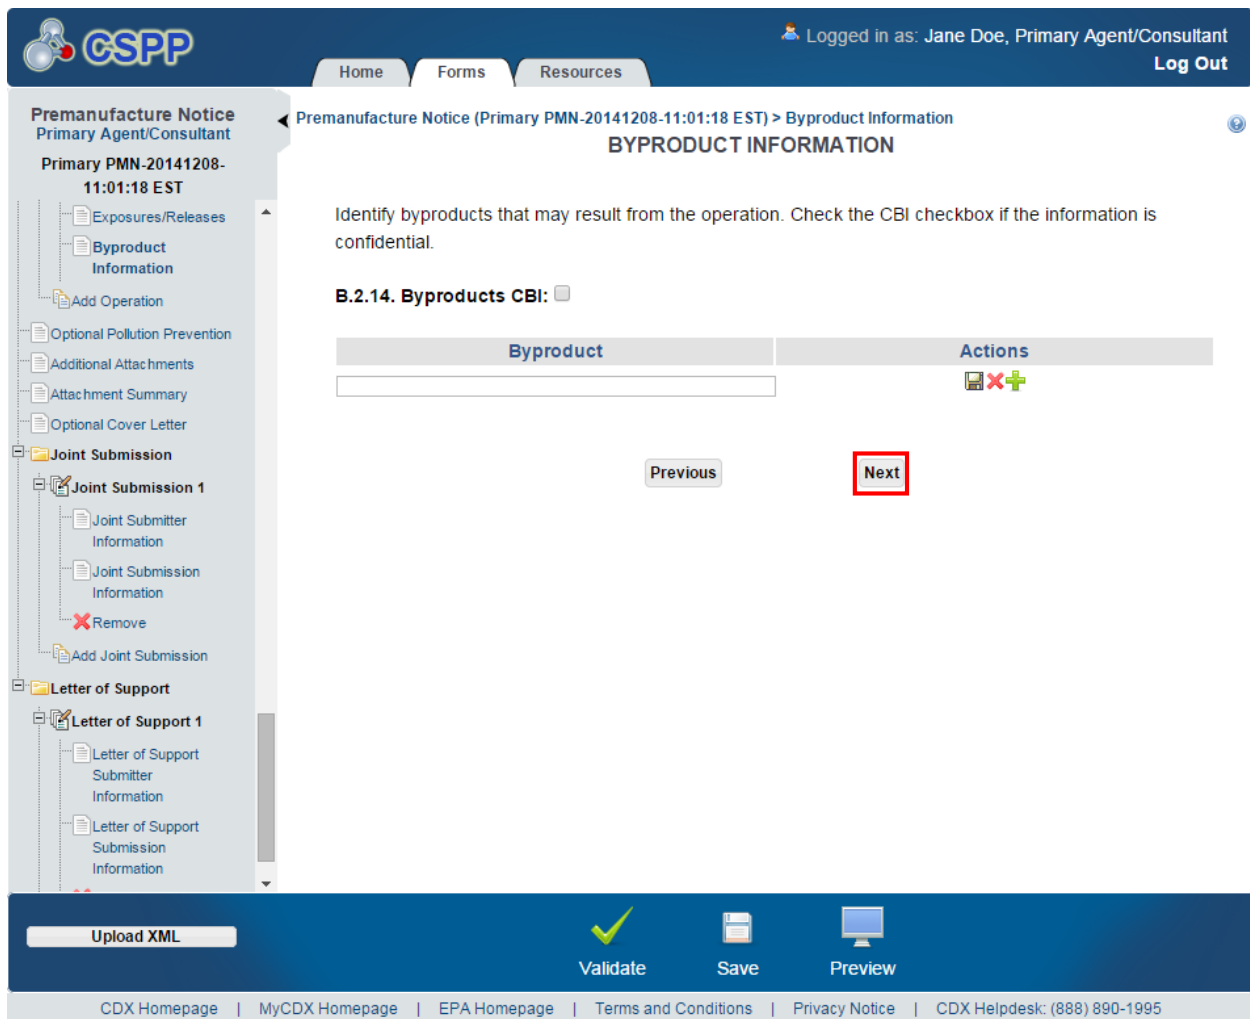 CSPP
Logged in as: Jane Doe, Primary Agent/Consultant
Log Out
Home
Forms
Resources
Premanufacture Notice
Primary Agent/Consultant
Primary PMN-20141208-
11:01:18 EST
Exposures/Releases
Byproduct
Information
Add Operation
Optional Pollution Prevention
Additional Attachments
Attachment Summary
Optional Cover Letter
Joint Submission
Joint Submission 1
Joint Submitter
Information
Joint Submission
Information
Remove
Add Joint Submission
Letter of Support
Letter of Support 1
Letter of Support
Submitter
Information
Letter of Support
Submission
Information
Premanufacture Notice (Primary PMN-20141208-11:01:18 EST) > Byproduct Information
BYPRODUCT INFORMATION
Identify byproducts that may result from the operation. Check the CBI checkbox if the information is
confidential.
B.2.14. Byproducts CBI:
Byproduct Actions
Previous Next
Upload XML
Validate Save Preview
CDX Homepage | MyCDX Homepage | EPA Homepage | Terms and Conditions | Privacy Notice | CDX Helpdesk: (888) 890-1995